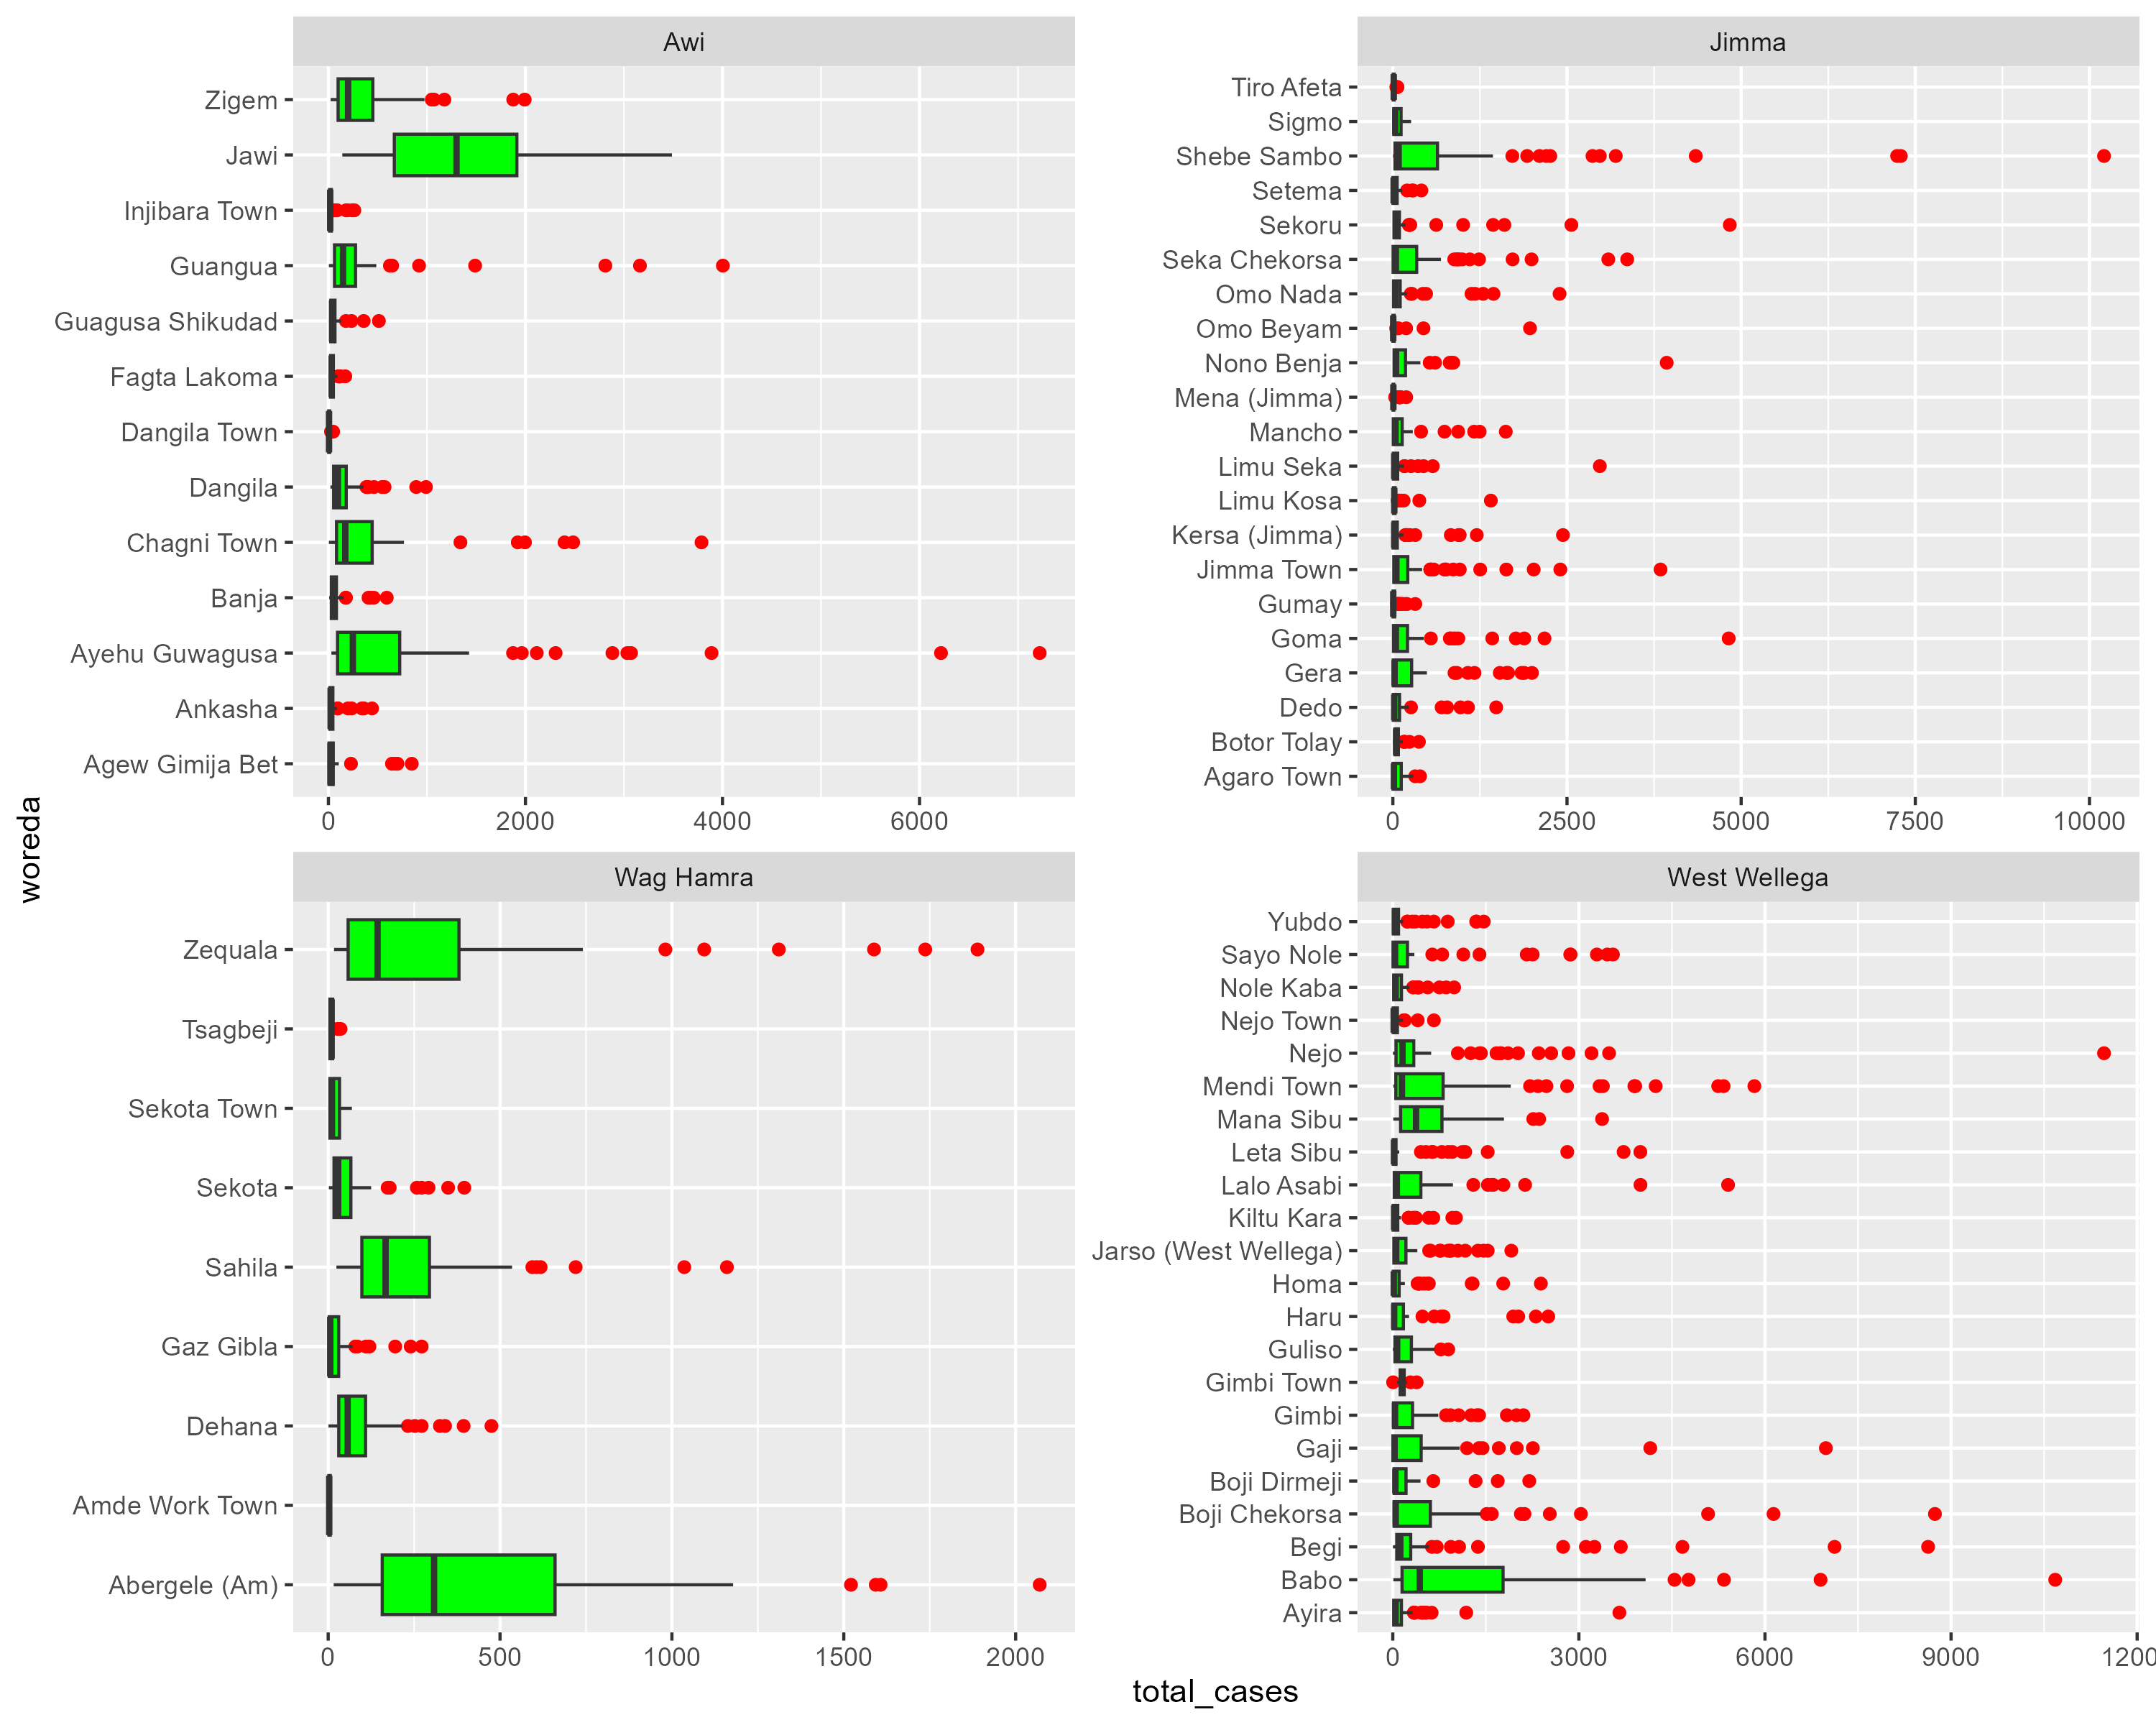 Awi
Zigem
Jawi
Injibara Town
Guangua
Guagusa Shikudad
Fagta Lakoma
Dangila Town
Dangila
Chagni Town
Banja
Ayehu Guwagusa
Ankasha
Agew Gimija Bet
0 2000 4000 6000
Jimma
Tiro Afeta
Sigmo
Shebe Sambo
Setema
Sekoru
Seka Chekorsa
Omo Nada
Omo Beyam
Nono Benja
Mena (Jimma)
Mancho
Limu Seka
Limu Kosa
Kersa (Jimma)
Jimma Town
Gumay
Goma
Gera
Dedo
Botor Tolay
Agaro Town
0 2500 5000 7500 10000
woreda
Wag Hamra
Zequala
Tsagbeji
Sekota Town
Sekota
Sahila
Gaz Gibla
Dehana
Amde Work Town
Abergele (Am)
0 500 1000 1500 2000
West Wellega
Yubdo
Sayo Nole
Nole Kaba
Nejo Town
Nejo
Mendi Town
Mana Sibu
Leta Sibu
Lalo Asabi
Kiltu Kara
Jarso (West Wellega)
Homa
Haru
Guliso
Gimbi Town
Gimbi
Gaji
Boji Dirmeji
Boji Chekorsa
Begi
Babo
Ayira
0 3000 6000 9000 1200
total_cases